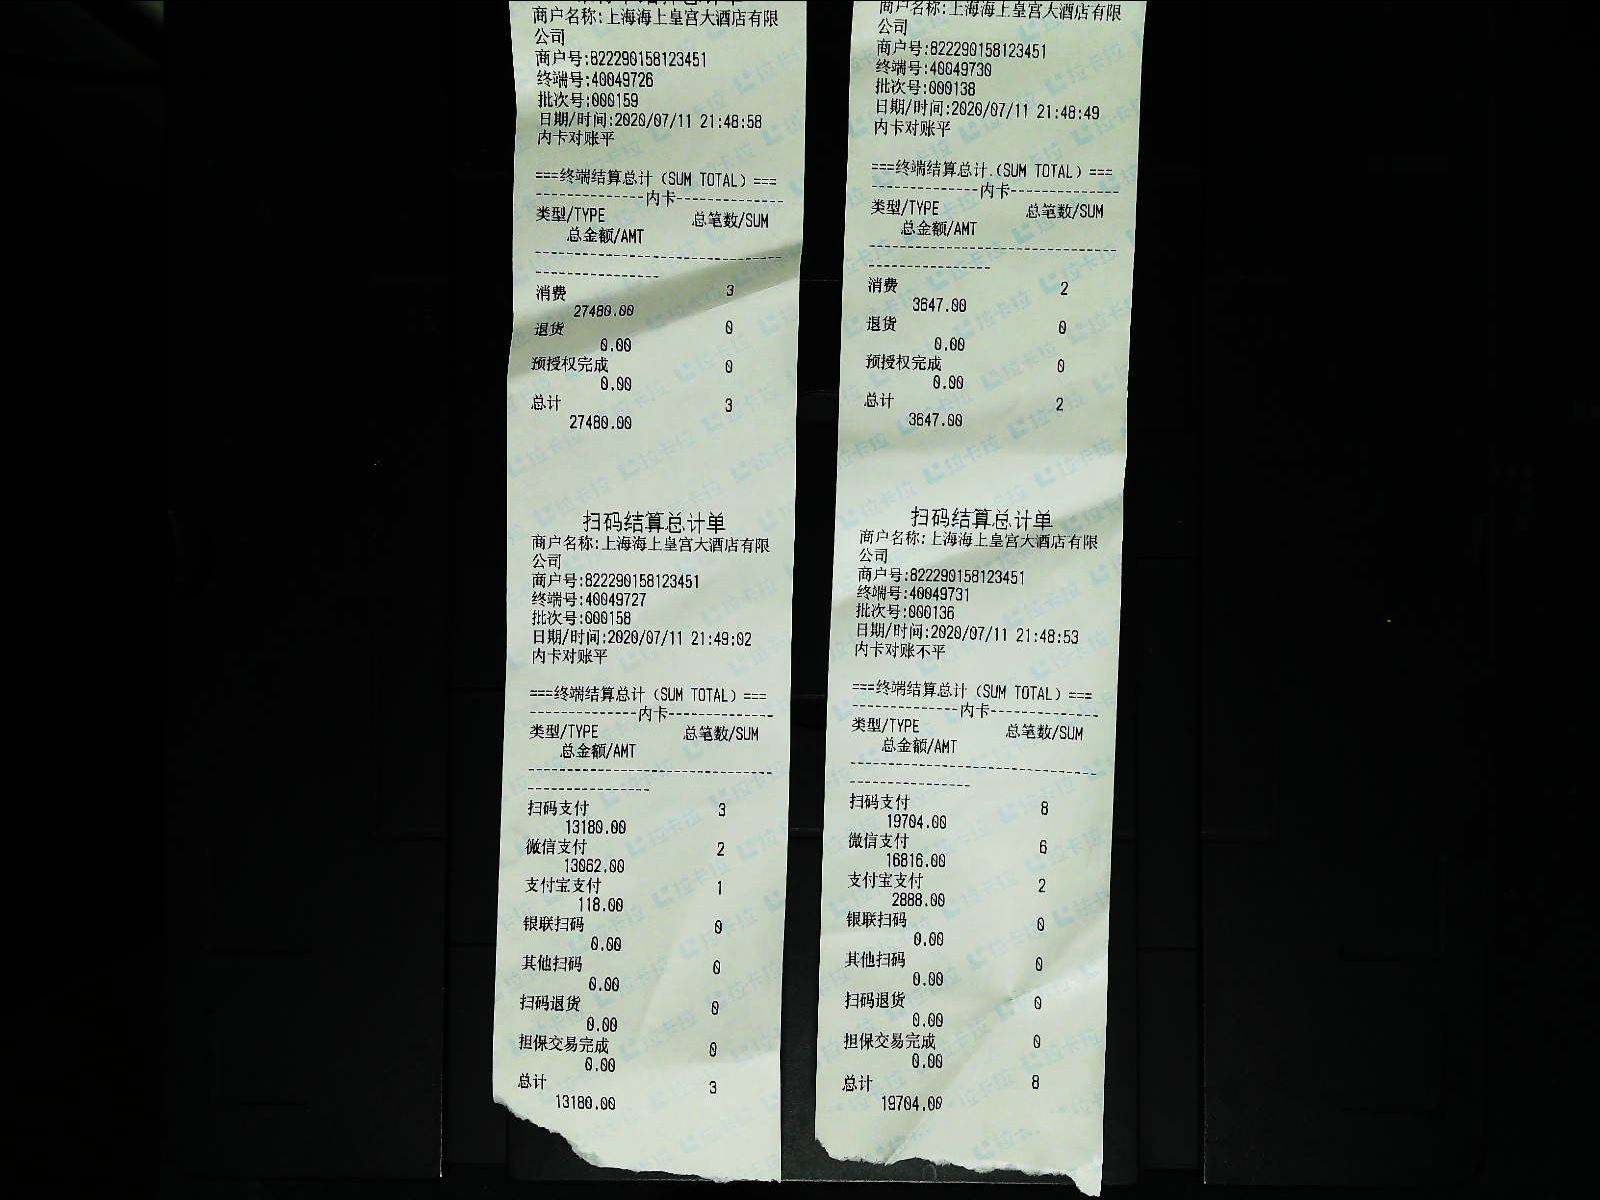 商户名称:上海海上皇宫大酒店有限
公司
商户号:822290158123451
终端号:40049726
批次号:000159
日期/时间:2020/07/11 21:48:58
内卡对账平
===终端结算总计(SUM TOTAL)===
--------------内卡--------------
类型/TYPE 总笔数/SUM
总金额/AMT
--------------------------------
----------------
消费 3
27480.00
退货 0
0.00
预授权完成 0
0.00
总计 3
27480.00
扫码结算总计单
商户名称:上海海上皇宫大酒店有限
公司
商户号:822290158123451
终端号:40049727
批次号:000158
日期/时间:2020/07/11 21:49:02
内卡对账平
===终端结算总计(SUM TOTAL)===
--------------内卡--------------
类型/TYPE 总笔数/SUM
总金额/AMT
--------------------------------
----------------
扫码支付 3
13180.00
微信支付 2
13062.00
支付宝支付 1
118.00
银联扫码 0
0.00
其他扫码 0
0.00
扫码退货 0
0.00
担保交易完成 0
0.00
总计 3
13180.00
商户名称:上海海上皇宫大酒店有限
公司
商户号:822290158123451
终端号:40049730
批次号:000138
日期/时间:2020/07/11 21:48:49
内卡对账平
===终端结算总计(SUM TOTAL)===
--------------内卡--------------
类型/TYPE 总笔数/SUM
总金额/AMT
--------------------------------
----------------
消费 2
3647.00
退货 0
0.00
预授权完成 0
0.00
总计 2
3647.00
扫码结算总计单
商户名称:上海海上皇宫大酒店有限
公司
商户号:822290158123451
终端号:40049731
批次号:000136
日期/时间:2020/07/11 21:48:53
内卡对账不平
===终端结算总计(SUM TOTAL)===
--------------内卡--------------
类型/TYPE 总笔数/SUM
总金额/AMT
--------------------------------
----------------
扫码支付 8
19704.00
微信支付 6
16816.00
支付宝支付 2
2888.00
银联扫码 0
0.00
其他扫码 0
0.00
扫码退货 0
0.00
担保交易完成 0
0.00
总计 8
19704.00